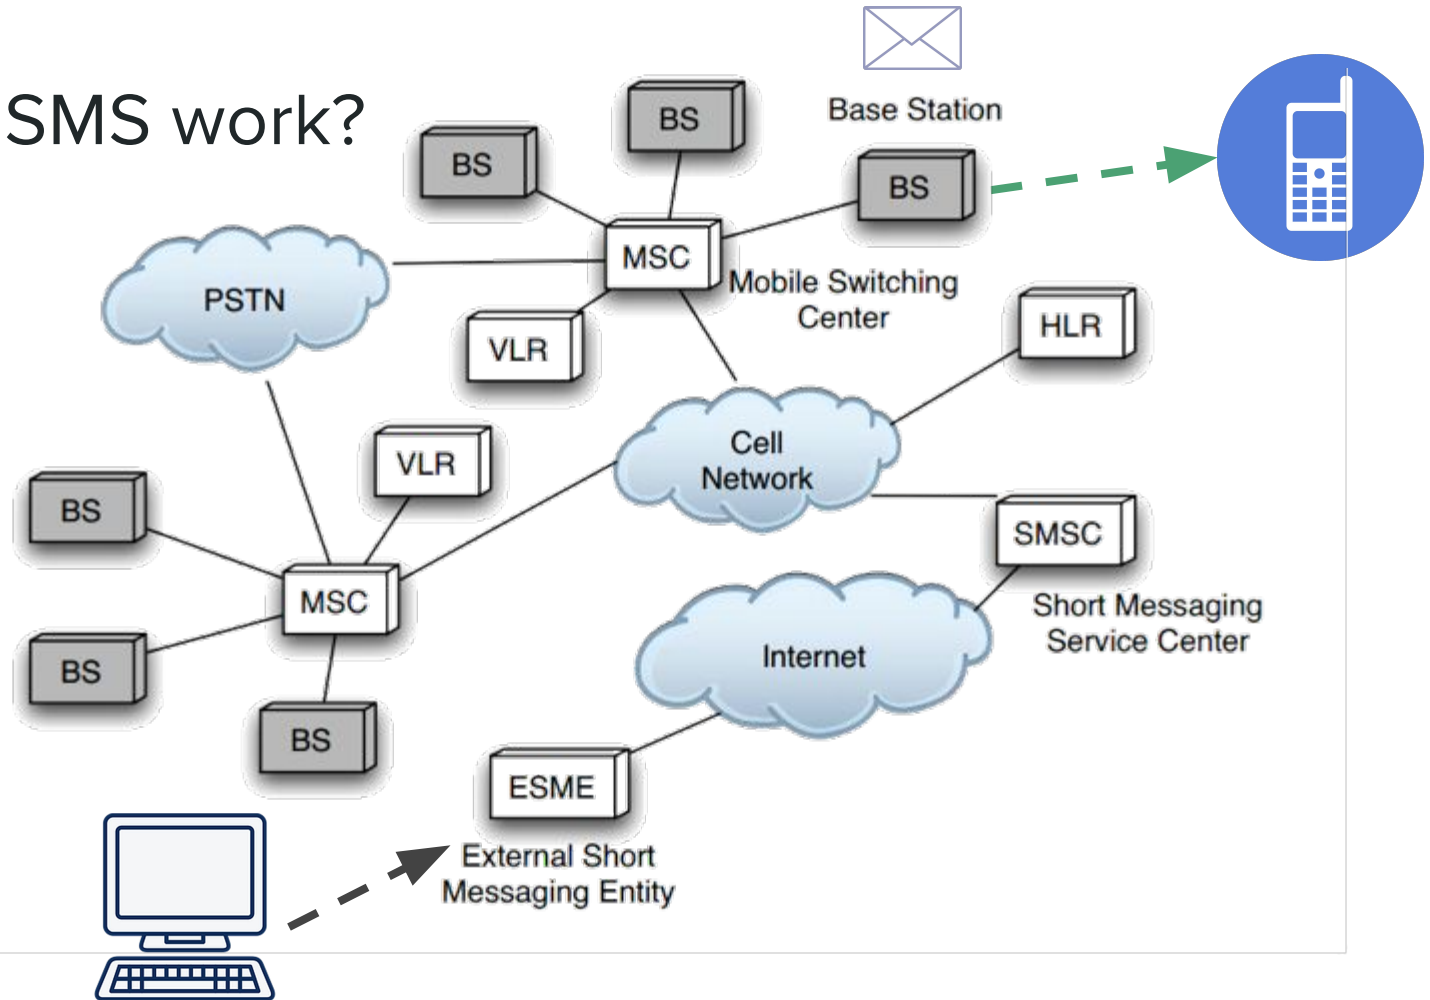 SMS work?
BS
BS
Base Station
BS
MSC
Mobile Switching
Center
PSTN
VLR
HLR
Cell
Network
VLR
BS
SMSC
Short Messaging
Service Center
MSC
BS
Internet
BS
ESME
External Short
Messaging Entity